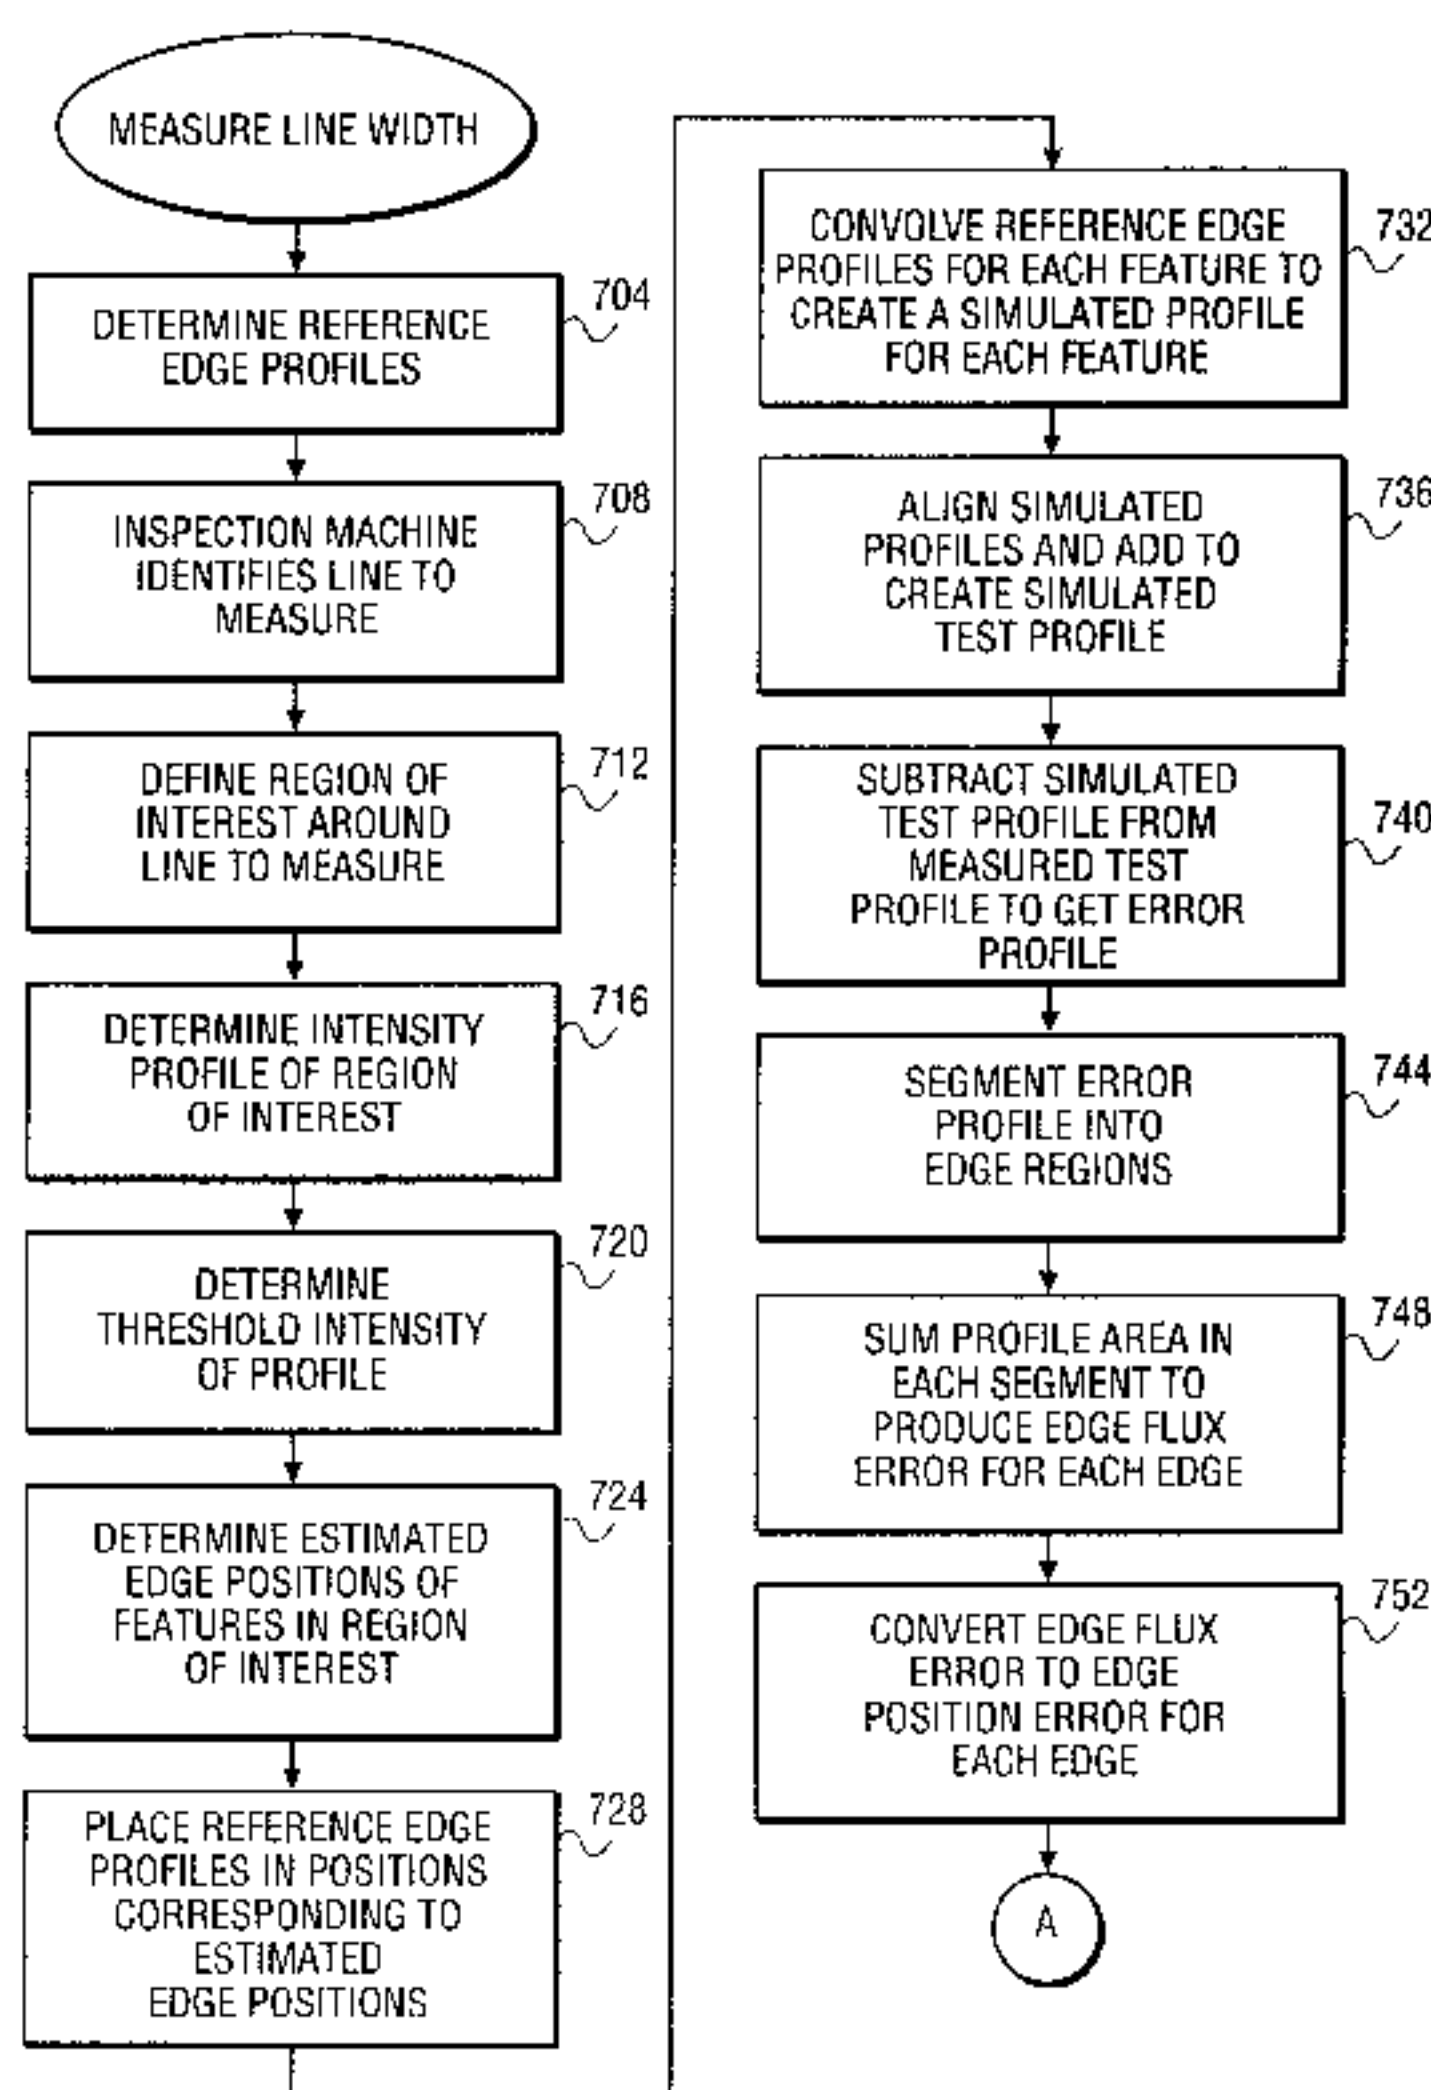 MEASURE LINE WIDTH
DETERMINE REFERENCE
EDGE PROFILES
704
INSPECTION MACHINE
IDENTIFIES LINE TO
MEASURE
708
DEFINE REGION OF
INTEREST AROUND
LINE TO MEASURE
712
DETERMINE INTENSITY
PROFILE OF REGION
OF INTEREST
716
DETERMINE
THRESHOLD INTENSITY
OF PROFILE
720
DETERMINE ESTIMATED
EDGE POSITIONS OF
FEATURES IN REGION
OF INTEREST
724
PLACE REFERENCE EDGE
PROFILES IN POSITIONS
CORRESPONDING TO
ESTIMATED
EDGE POSITIONS
728
CONVOLVE REFERENCE EDGE
PROFILES FOR EACH FEATURE TO
CREATE A SIMULATED PROFILE
FOR EACH FEATURE
732
ALIGN SIMULATED
PROFILES AND ADD TO
CREATE SIMULATED
TEST PROFILE
736
SUBTRACT SIMULATED
TEST PROFILE FROM
MEASURED TEST
PROFILE TO GET ERROR
PROFILE
740
SEGMENT ERROR
PROFILE INTO
EDGE REGIONS
744
SUM PROFILE AREA IN
EACH SEGMENT TO
PRODUCE EDGE FLUX
ERROR FOR EACH EDGE
748
CONVERT EDGE FLUX
ERROR TO EDGE
POSITION ERROR FOR
EACH EDGE
752
A